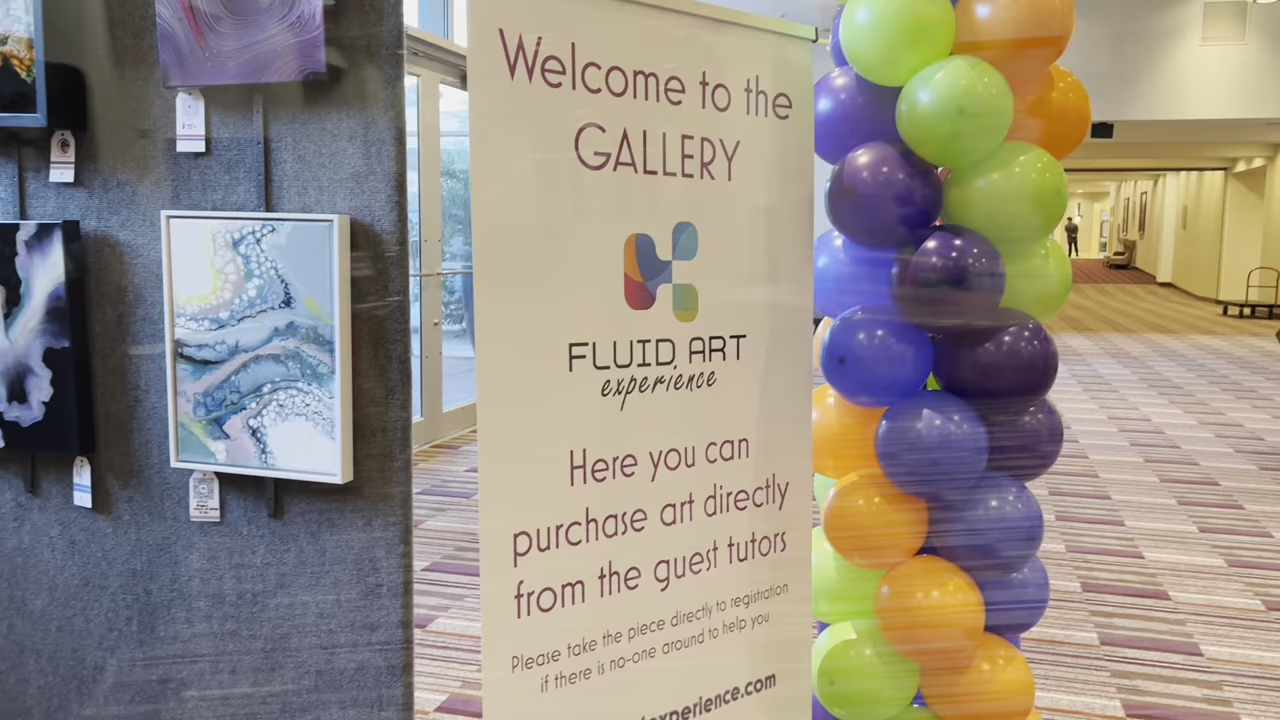 Welcome to the
GALLERY
FLUID ART
experience
Here you can
purchase art directly
from the guest tutors
Please take the piece directly to registration
if there is no-one around to help you
experience.com